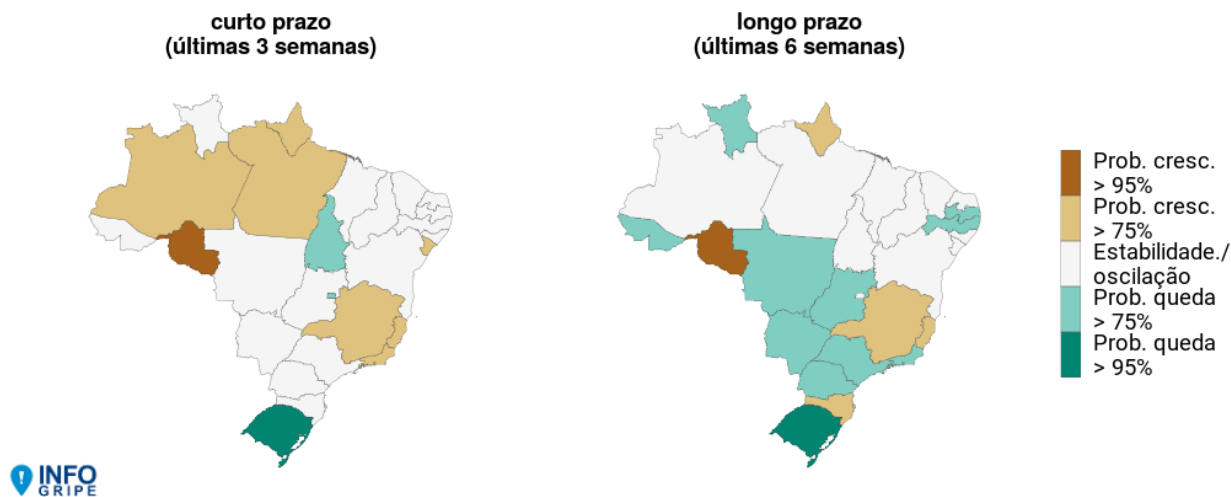 curto prazo
(últimas 3 semanas)
longo prazo
(últimas 6 semanas)
Prob. cresc.
> 95%
Prob. cresc.
> 75%
Estabilidade./
oscilação
Prob. queda
> 75%
Prob. queda
> 95%
INFO
GRIPE